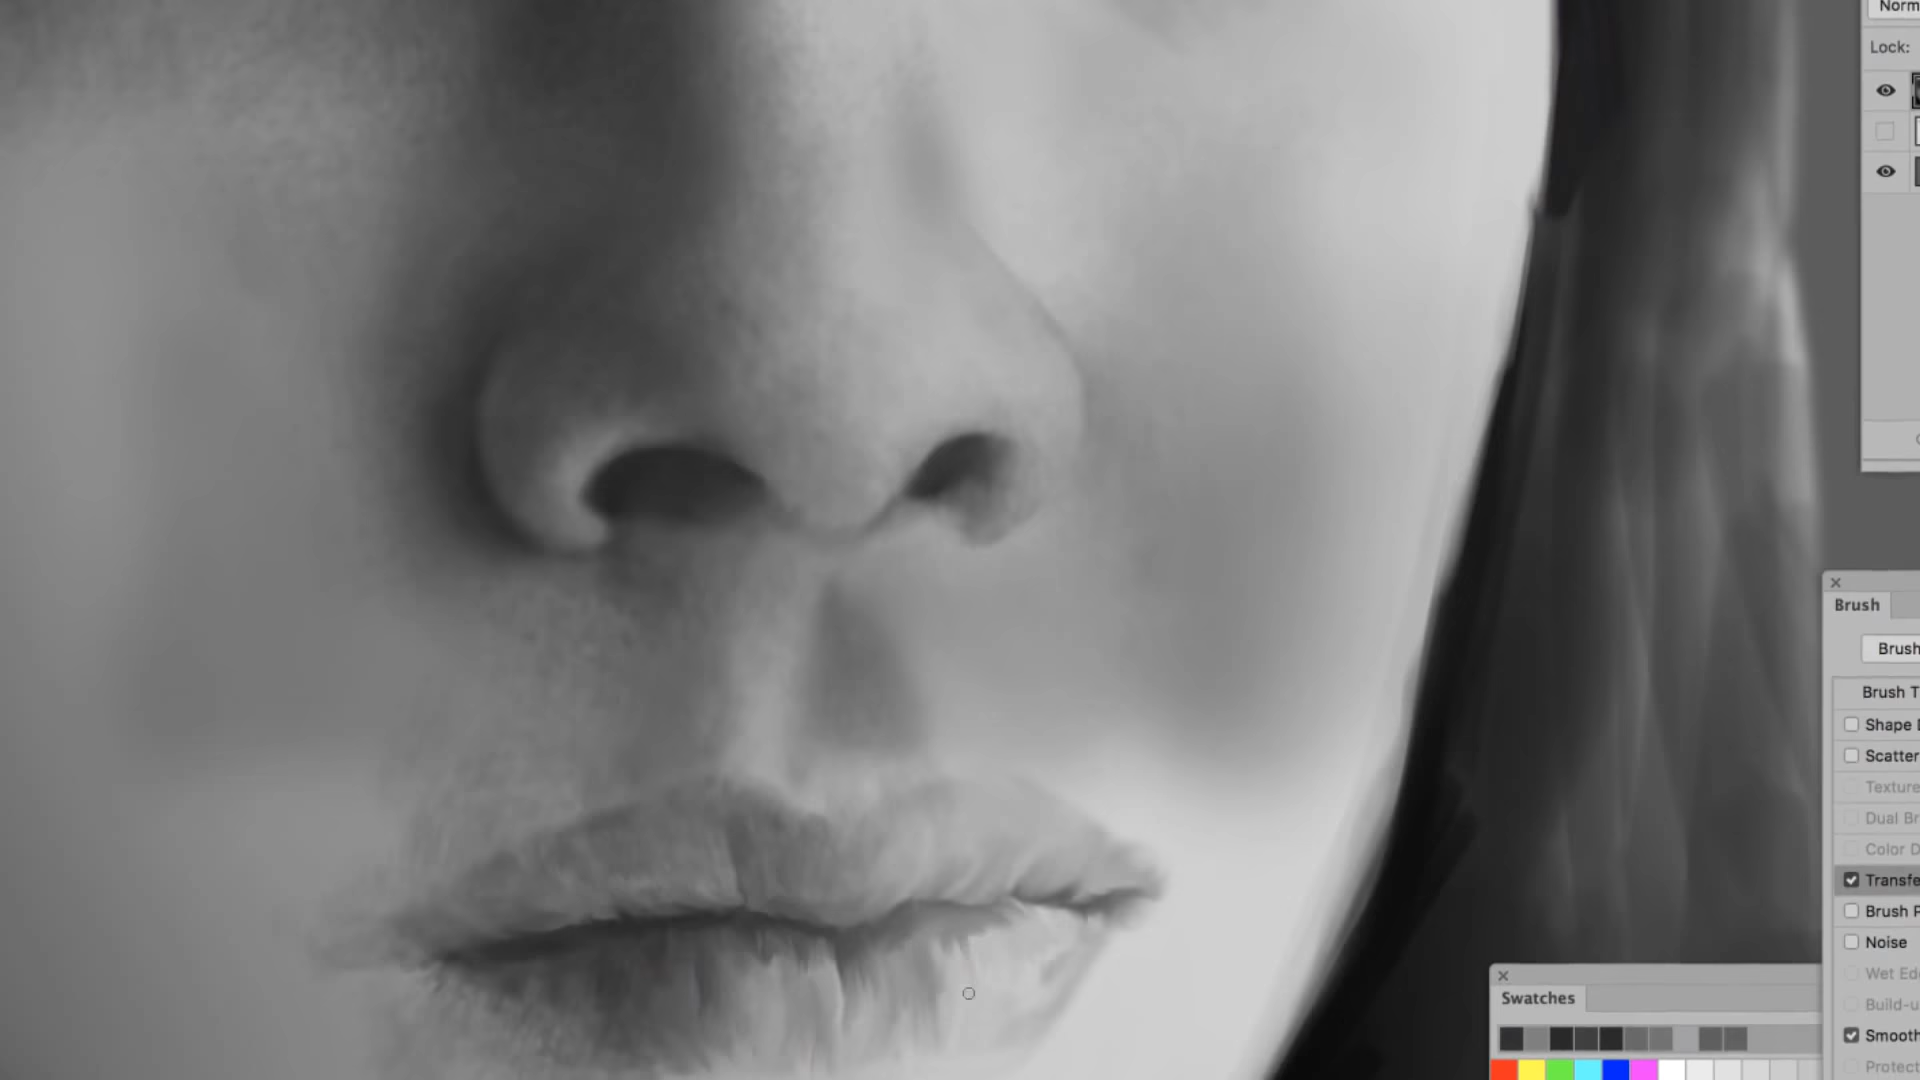 Norm
Lock:
Brush
Brush
Brush T
Shape
Scatter
Texture
Dual Br
Color D
Transfe
Brush P
Noise
Wet Ed
Build-u
Smooth
Protect
Swatches